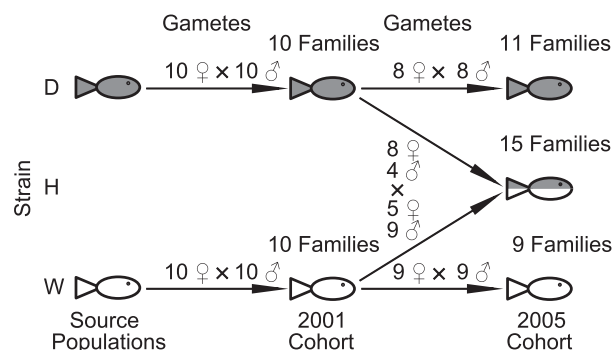 Gametes
Gametes
10 Families
11 Families
D
10 ♀ × 10 ♂
8 ♀ × 8 ♂
15 Families
Strain
H
8 ♀
4 ♂
×
5 ♀
9 ♂
10 Families
9 Families
W
10 ♀ × 10 ♂
9 ♀ × 9 ♂
Source
Populations
2001
Cohort
2005
Cohort